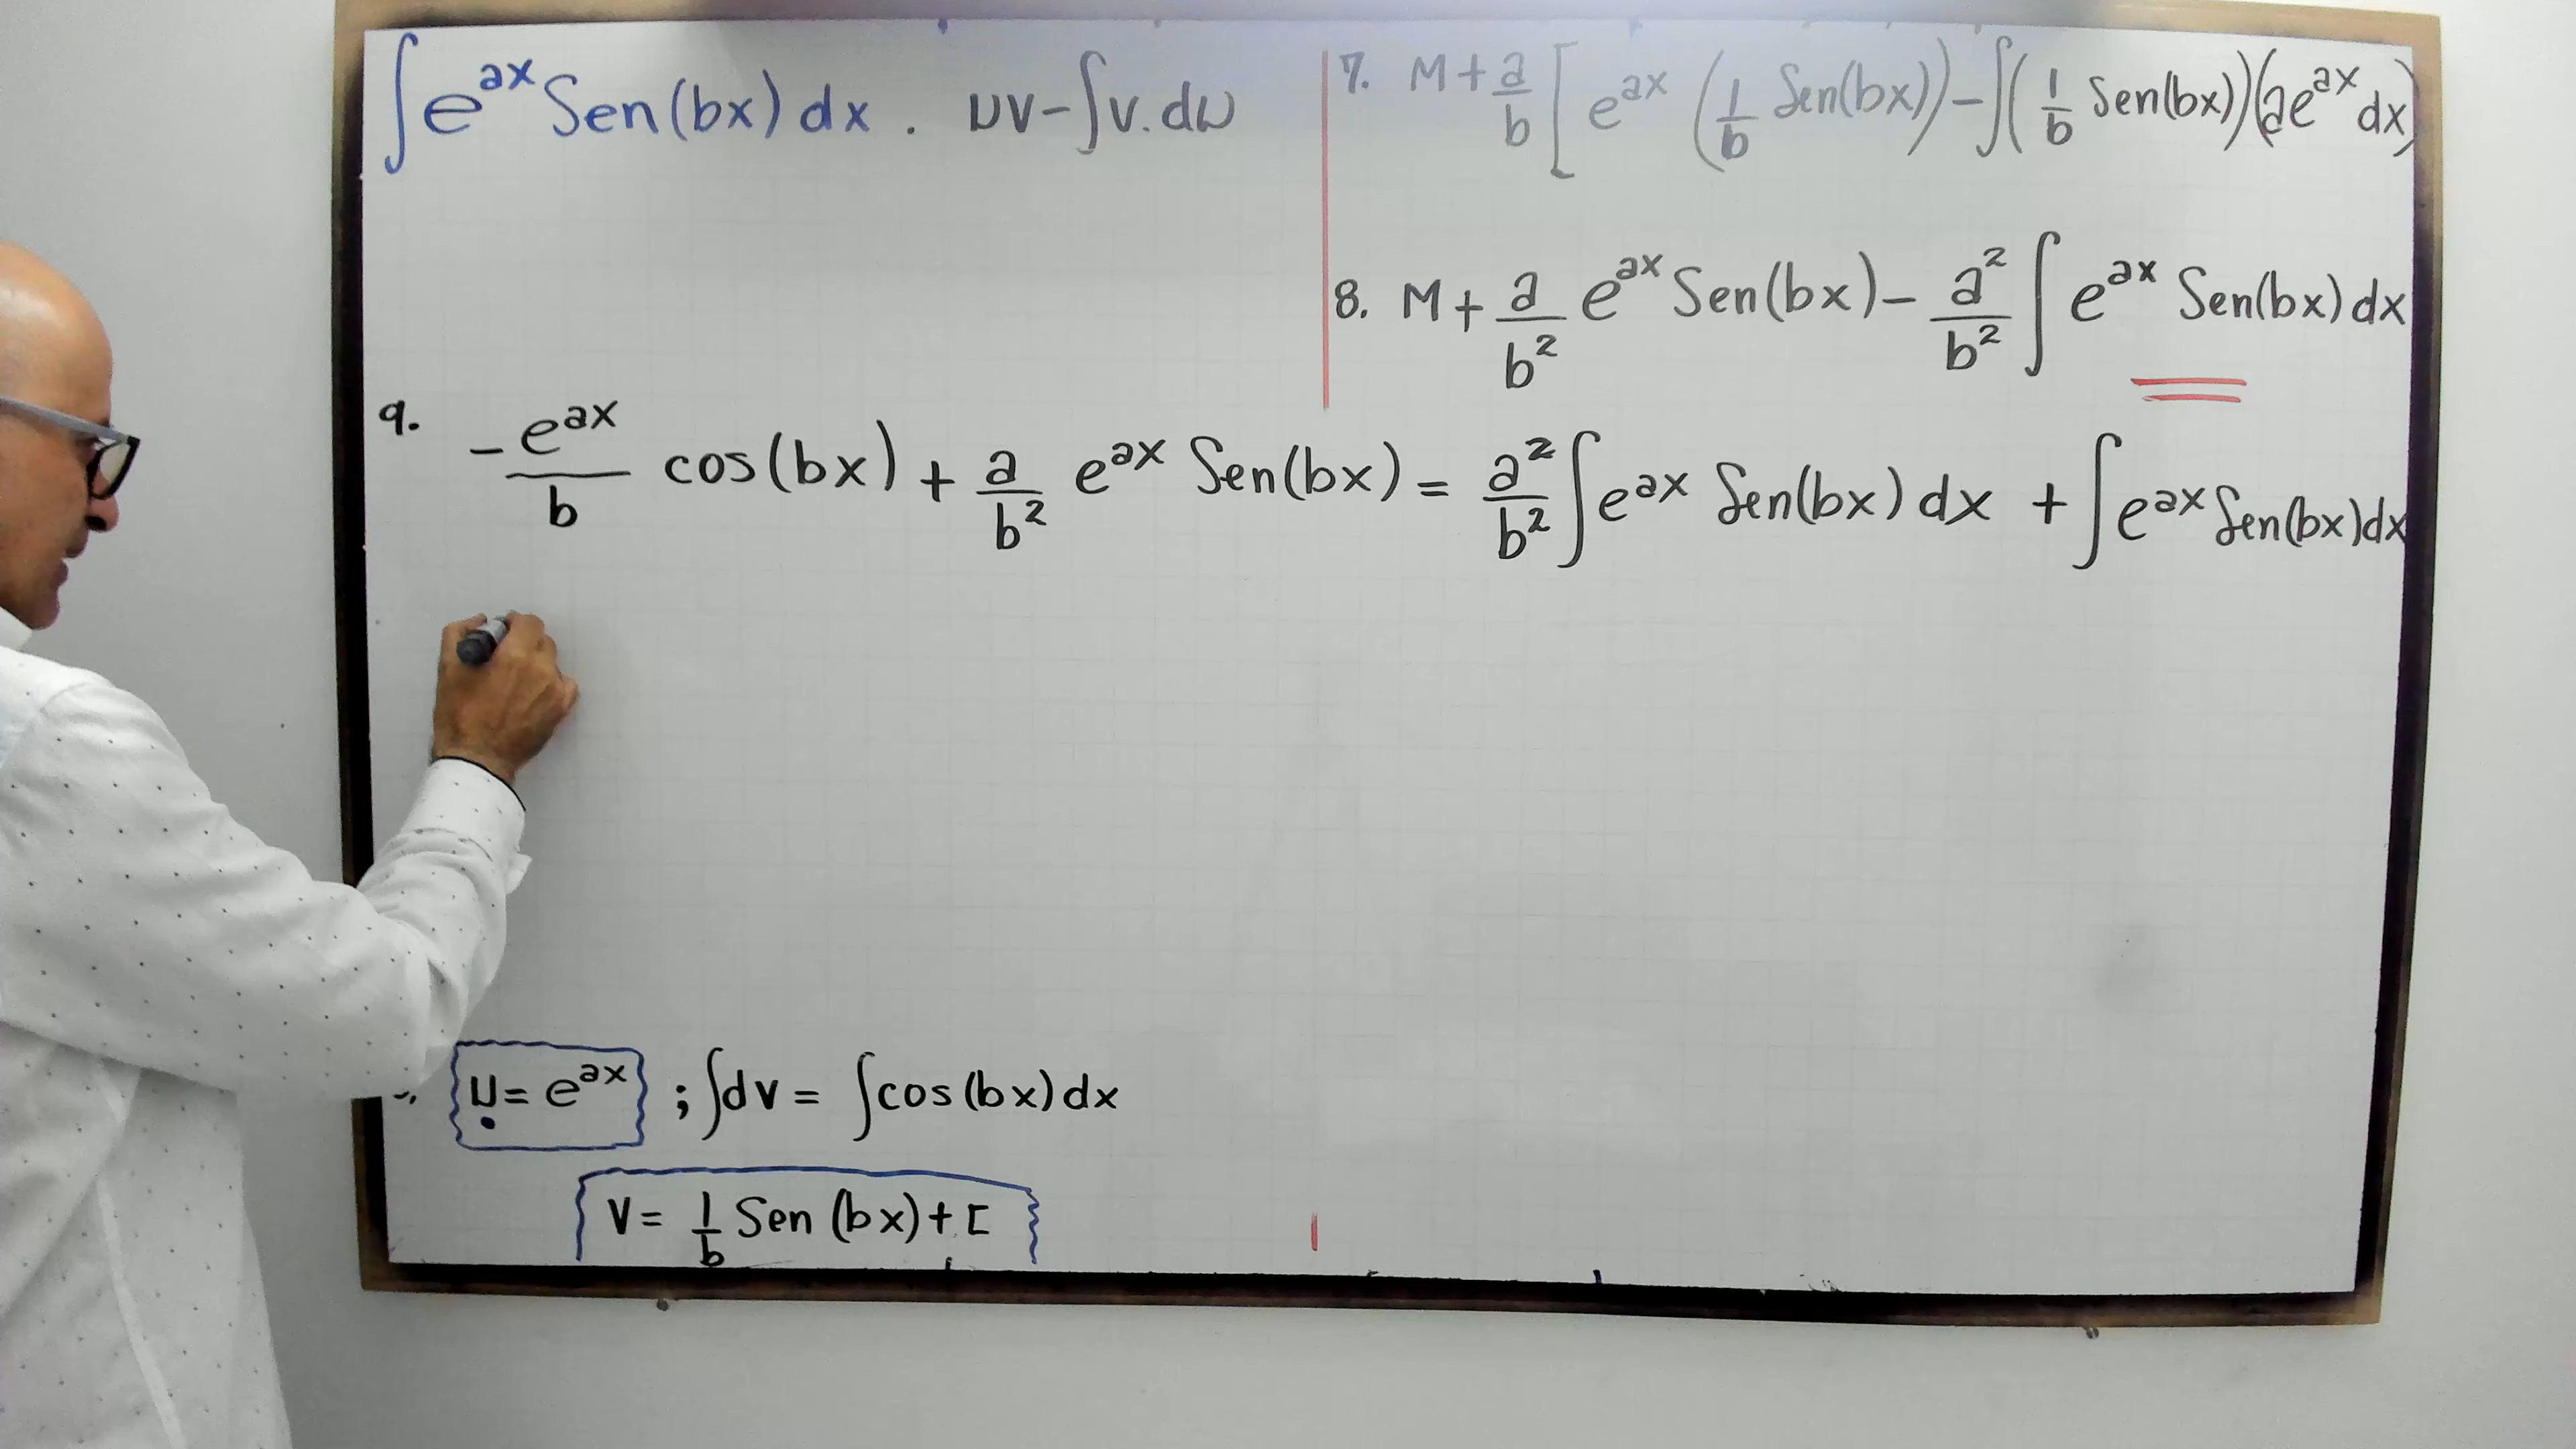 ∫e^{ax} Sen(bx) dx . uv-∫v.du
7. M+a/b [e^{ax} (1/b Sen(bx))-∫(1/b Sen(bx))(ae^{ax} dx)
8. M+a/b² e^{ax} Sen(bx)-a²/b² ∫e^{ax} Sen(bx) dx
9. -e^{ax}/b cos(bx)+a/b² e^{ax} Sen(bx)=a²/b² ∫e^{ax} Sen(bx) dx+∫e^{ax} Sen(bx)dx
u=e^{ax} ; ∫dv=∫cos(bx)dx
v=1/b Sen (bx)+C